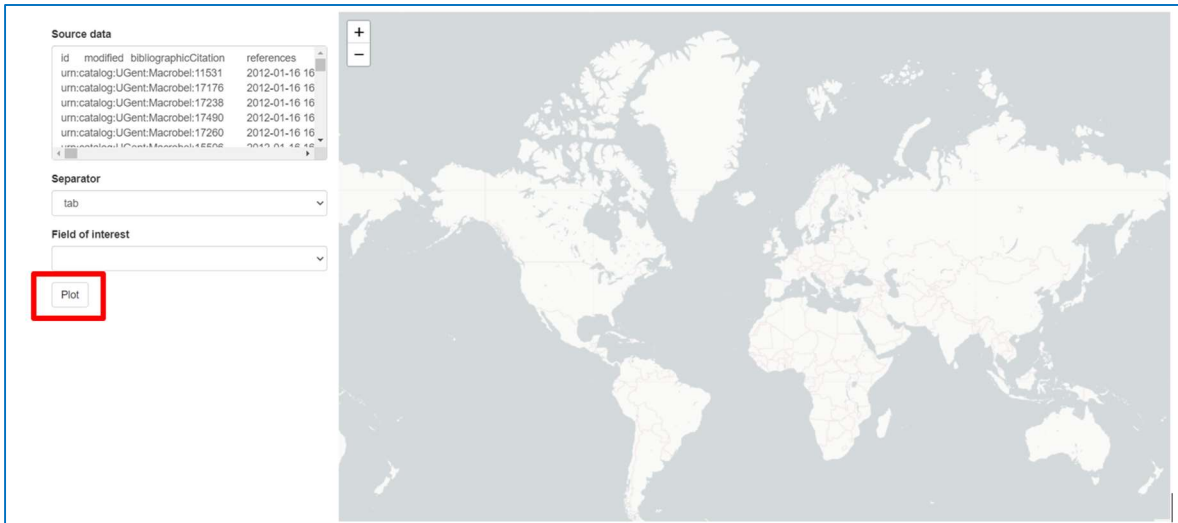 Source data
id modified bibliographicCitation references
urn:catalog:UGent:Macrobel:11531 2012-01-16 16
urn:catalog:UGent:Macrobel:17176 2012-01-16 16
urn:catalog:UGent:Macrobel:17238 2012-01-16 16
urn:catalog:UGent:Macrobel:17490 2012-01-16 16
urn:catalog:UGent:Macrobel:17260 2012-01-16 16
Separator
tab
Field of interest
Plot
+
−